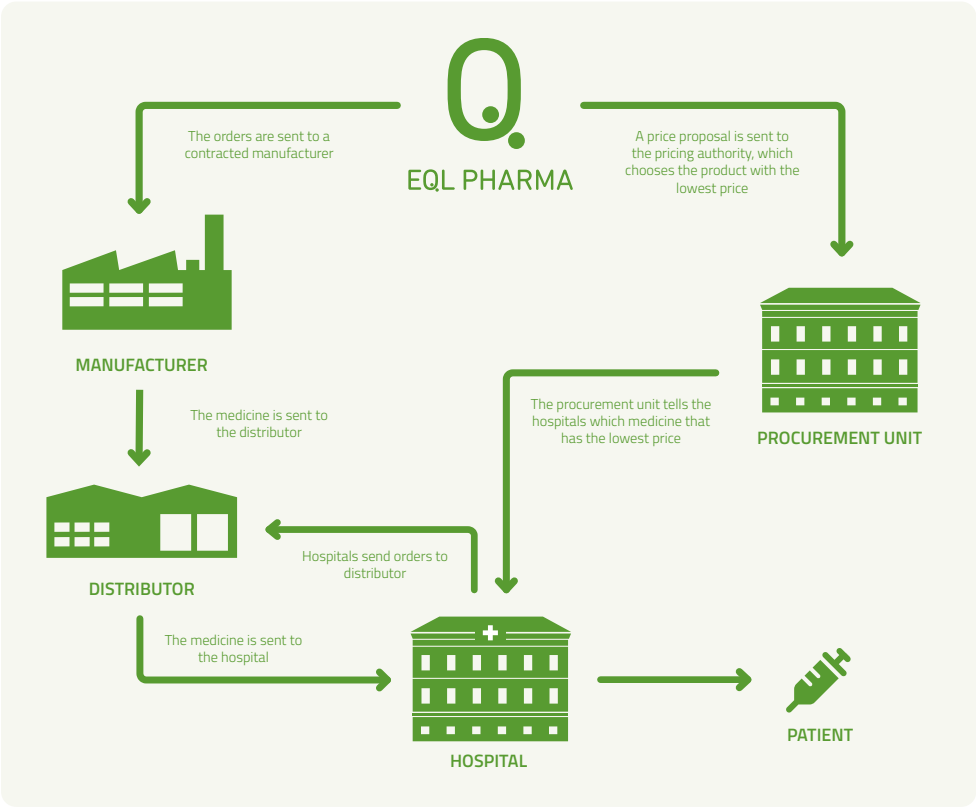 EQL PHARMA
The orders are sent to a
contracted manufacturer
A price proposal is sent to
the pricing authority, which
chooses the product with the
lowest price
MANUFACTURER
The medicine is sent to
the distributor
The procurement unit tells the
hospitals which medicine that
has the lowest price
PROCUREMENT UNIT
Hospitals send orders to
distributor
DISTRIBUTOR
The medicine is sent to
the hospital
HOSPITAL
PATIENT